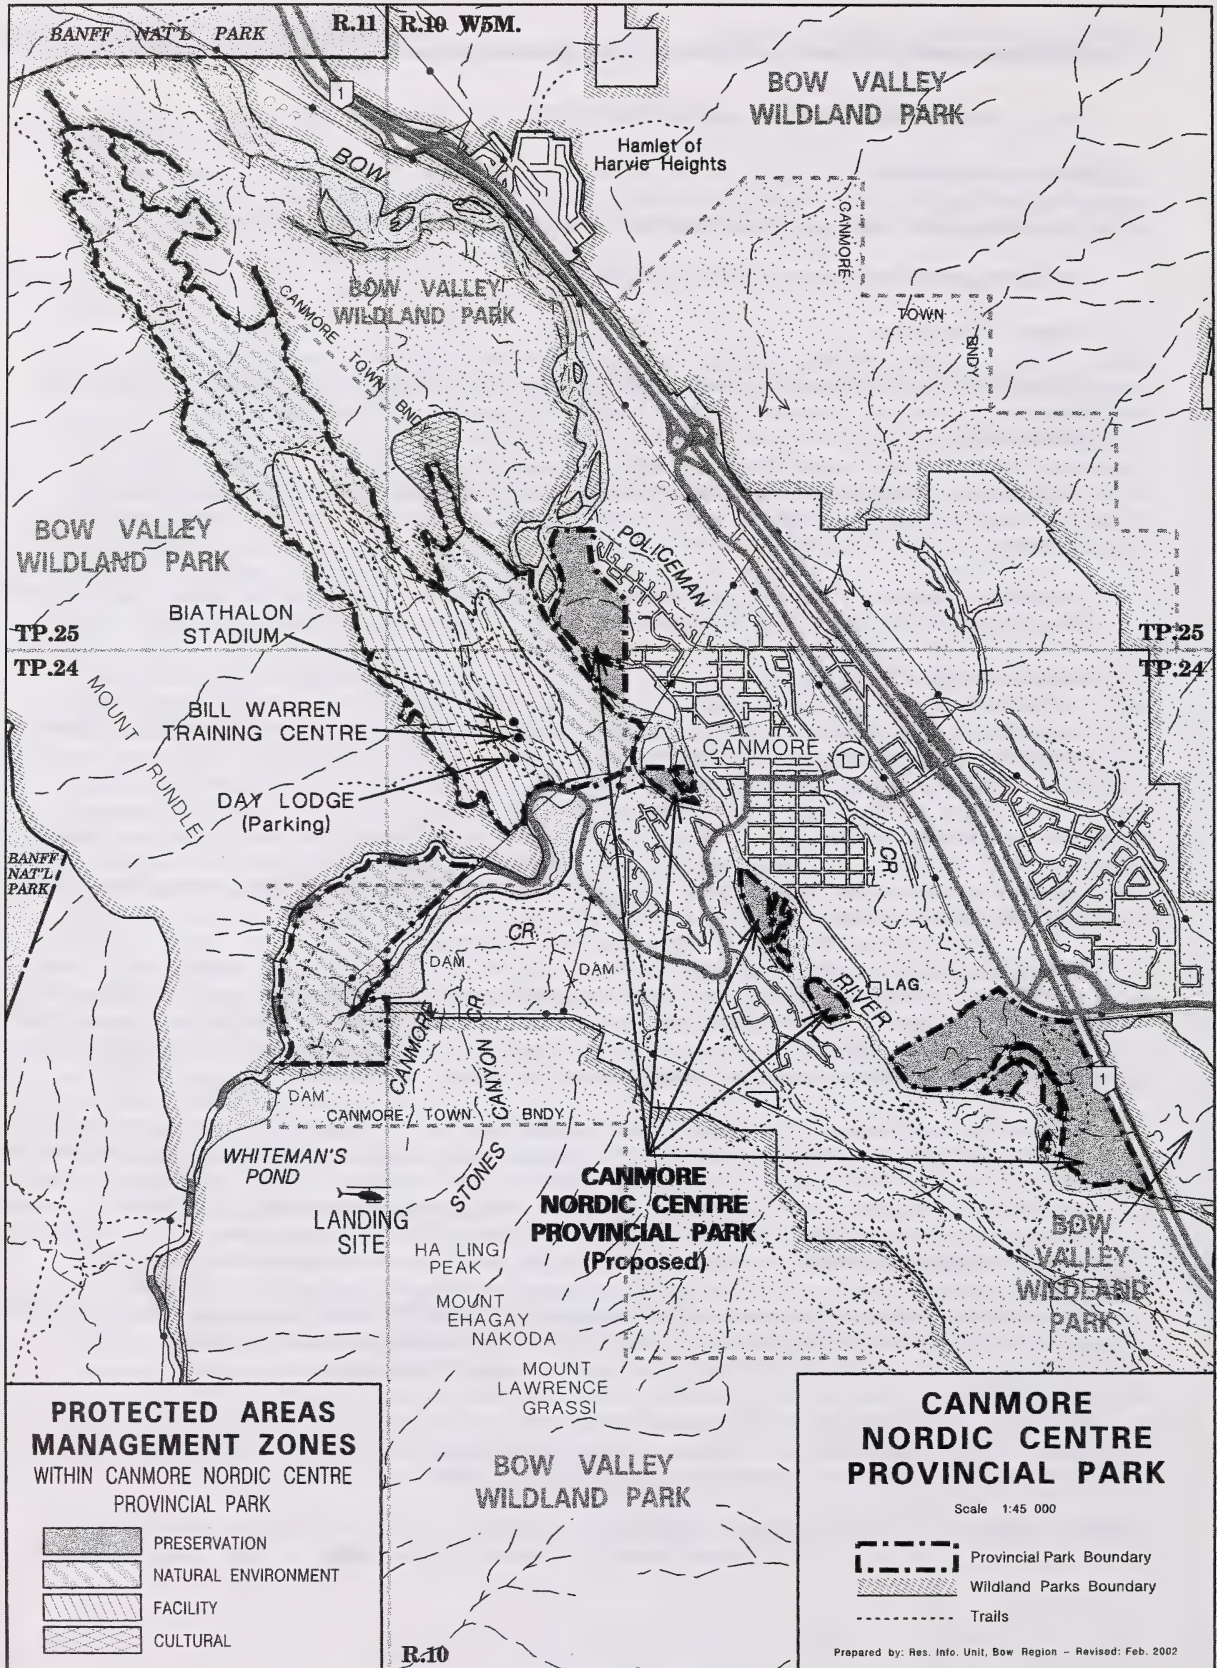 BANFF NAT'L PARK
R.11
R.10 W5M.
1
CPR
BOW VALLEY
WILDLAND PARK
Hamlet of
Harvie Heights
BOW
CANMORE
TOWN
BNDY
BOW VALLEY
WILDLAND PARK
CANMORE TOWN BNDY
CPR
BOW VALLEY
WILDLAND PARK
POLICEMAN
BIATHALON
STADIUM
TP.25
TP.24
TP.25
TP.24
MOUNT
RUNDLE
BILL WARREN
TRAINING CENTRE
CANMORE
DAY LODGE
(Parking)
BANFF
NAT'L
PARK
CR
CR.
DAM
DAM
RIVER
LAG.
CANMORE
CR.
CANYON
1
DAM
CANMORE TOWN BNDY
WHITEMAN'S
POND
STONES
CANMORE
NORDIC CENTRE
PROVINCIAL PARK
(Proposed)
LANDING
SITE
HA LING
PEAK
BOW
VALLEY
WILDLAND
PARK
MOUNT
EHAGAY
NAKODA
MOUNT
LAWRENCE
GRASSI
BOW VALLEY
WILDLAND PARK
R.10
PROTECTED AREAS
MANAGEMENT ZONES
WITHIN CANMORE NORDIC CENTRE
PROVINCIAL PARK
PRESERVATION
NATURAL ENVIRONMENT
FACILITY
CULTURAL
CANMORE
NORDIC CENTRE
PROVINCIAL PARK
Scale 1:45 000
Provincial Park Boundary
Wildland Parks Boundary
Trails
Prepared by: Res. Info. Unit, Bow Region - Revised: Feb. 2002